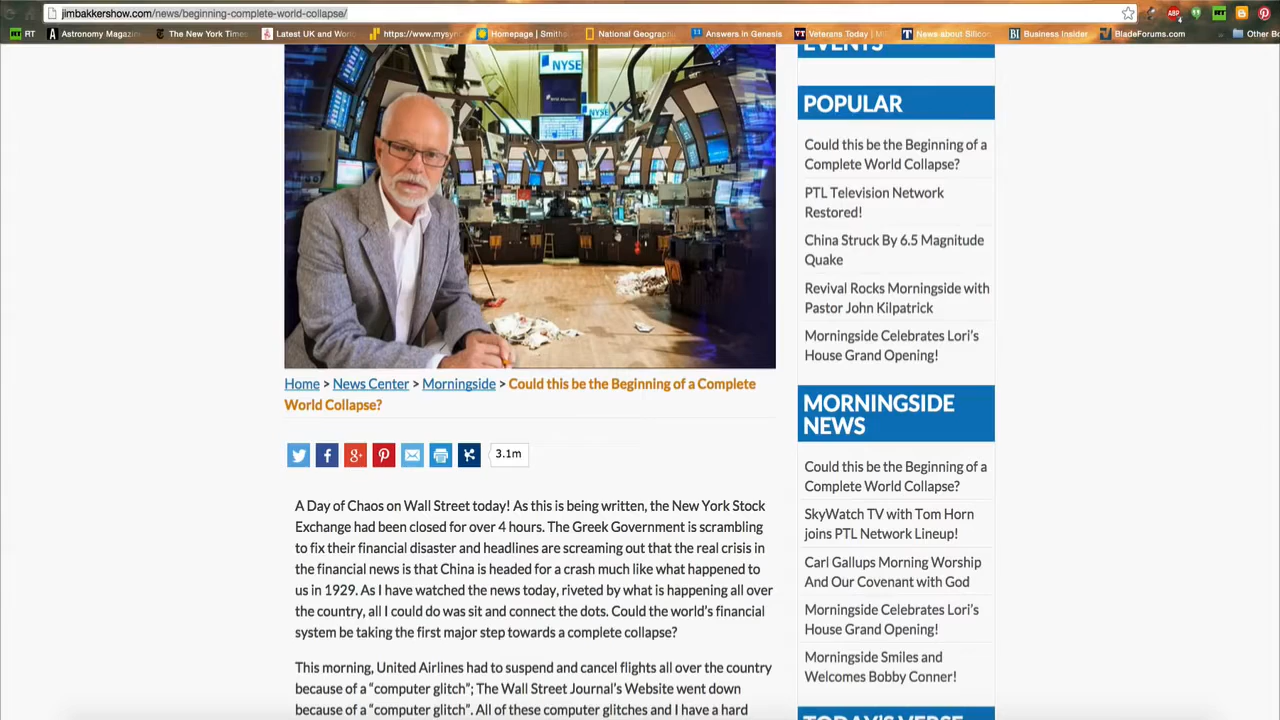 jimbakkershow.com/news/beginning-complete-world-collapse/
RT
Astronomy Magazin
The New York Times
Latest UK and Wor
https://www.mysyn
Homepage | Smiths
National Geographi
Answers in Genesis
Veterans Today | M
News about Silicon
Business Insider
BladeForums.com
Other Bo
NYSE
NYSE
NYSE
EVENTS
POPULAR
Could this be the Beginning of a
Complete World Collapse?
PTL Television Network
Restored!
China Struck By 6.5 Magnitude
Quake
Revival Rocks Morningside with
Pastor John Kilpatrick
Morningside Celebrates Lori's
House Grand Opening!
Home > News Center > Morningside > Could this be the Beginning of a Complete
World Collapse?
3.1m
A Day of Chaos on Wall Street today! As this is being written, the New York Stock
Exchange had been closed for over 4 hours. The Greek Government is scrambling
to fix their financial disaster and headlines are screaming out that the real crisis in
the financial news is that China is headed for a crash much like what happened to
us in 1929. As I have watched the news today, riveted by what is happening all over
the country, all I could do was sit and connect the dots. Could the world's financial
system be taking the first major step towards a complete collapse?
This morning, United Airlines had to suspend and cancel flights all over the country
because of a "computer glitch"; The Wall Street Journal's Website went down
because of a "computer glitch". All of these computer glitches and I have a hard
MORNINGSIDE
NEWS
Could this be the Beginning of a
Complete World Collapse?
SkyWatch TV with Tom Horn
joins PTL Network Lineup!
Carl Gallups Morning Worship
And Our Covenant with God
Morningside Celebrates Lori's
House Grand Opening!
Morningside Smiles and
Welcomes Bobby Conner!
TODAY'S VERSE